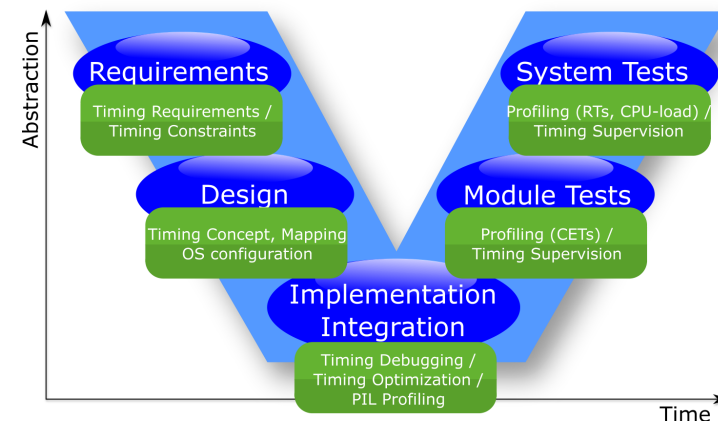 Abstraction
Requirements
Timing Requirements /
Timing Constraints
System Tests
Profiling (RTs, CPU-load) /
Timing Supervision
Design
Timing Concept, Mapping
OS configuration
Module Tests
Profiling (CETs) /
Timing Supervision
Implementation
Integration
Timing Debugging /
Timing Optimization /
PIL Profiling
Time